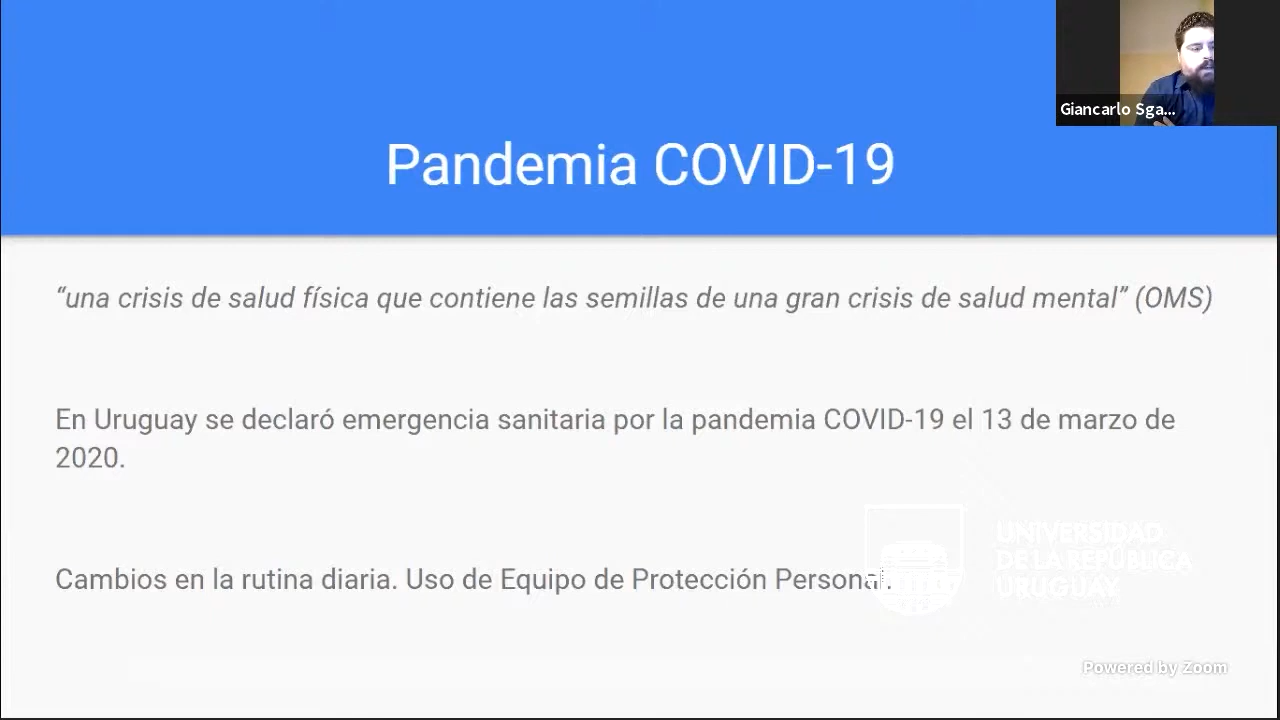 Giancarlo Sga...
Pandemia COVID-19
“una crisis de salud física que contiene las semillas de una gran crisis de salud mental” (OMS)
En Uruguay se declaró emergencia sanitaria por la pandemia COVID-19 el 13 de marzo de
2020.
UNIVERSIDAD
DE LA REPÚBLICA
URUGUAY
Cambios en la rutina diaria. Uso de Equipo de Protección Personal.
Powered by Zoom